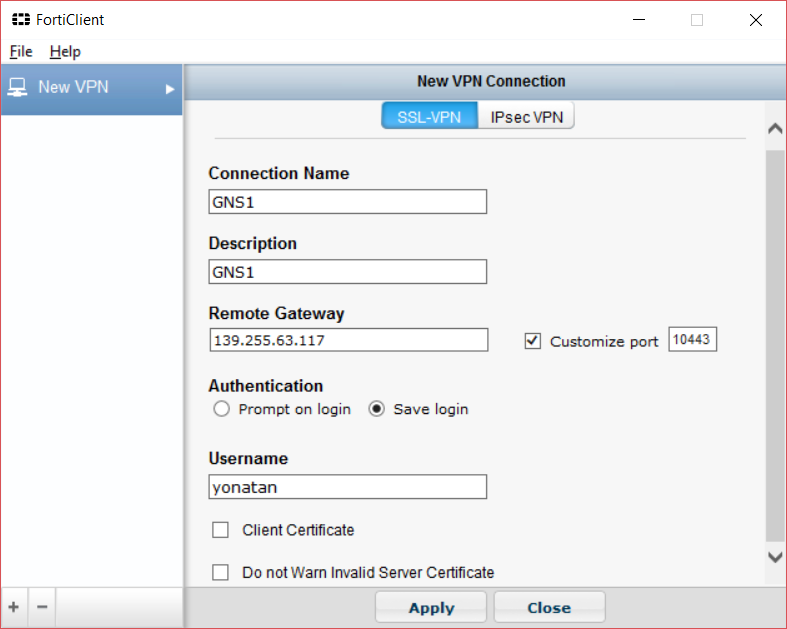 FortiClient
File Help
New VPN
New VPN Connection
SSL-VPN IPsec VPN
Connection Name
GNS1
Description
GNS1
Remote Gateway
139.255.63.117 Customize port 10443
Authentication
Prompt on login Save login
Username
yonatan
Client Certificate
Do not Warn Invalid Server Certificate
+ − Apply Close